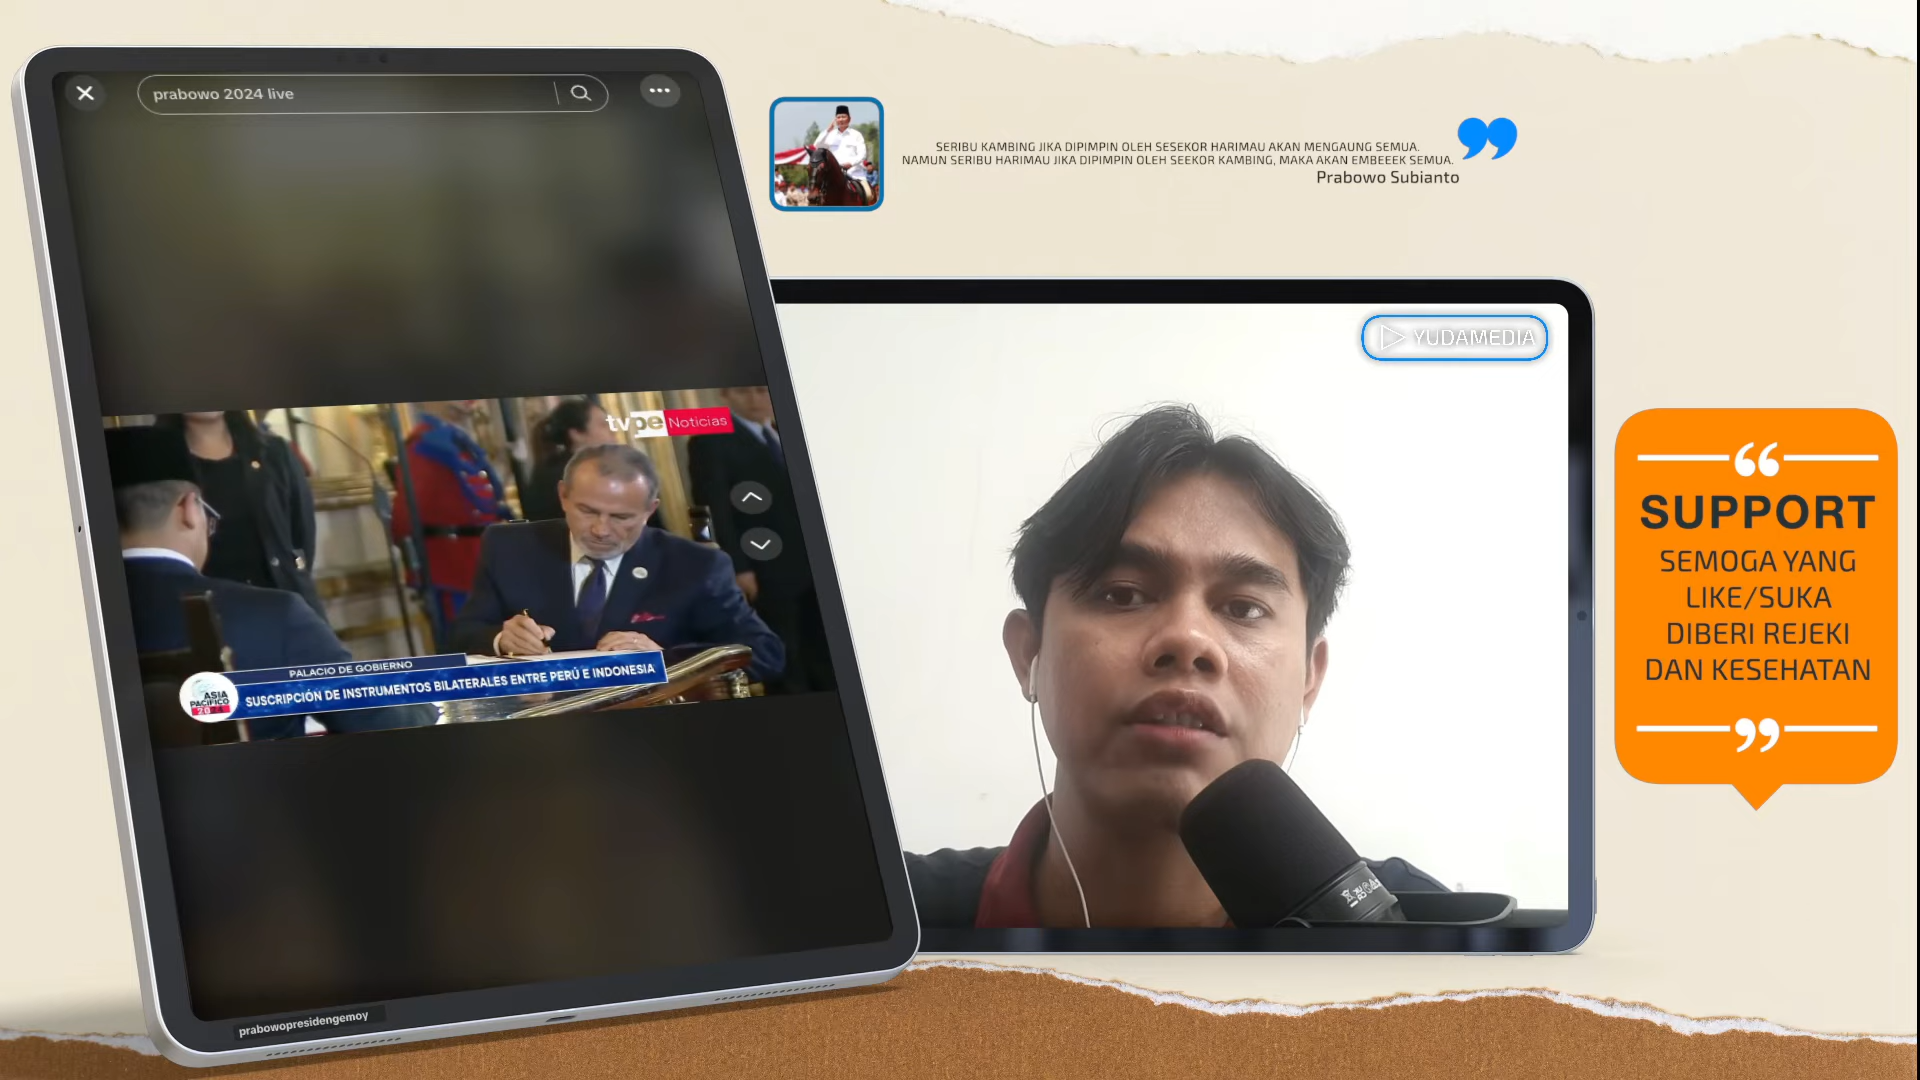 prabowo 2024 live
SERIBU KAMBING JIKA DIPIMPIN OLEH SESEKOR HARIMAU AKAN MENGAUNG SEMUA.
NAMUN SERIBU HARIMAU JIKA DIPIMPIN OLEH SEEKOR KAMBING, MAKA AKAN EMBEEEK SEMUA.
Prabowo Subianto
YUDAMEDIA
tvpe Noticias
PALACIO DE GOBIERNO
SUSCRIPCIÓN DE INSTRUMENTOS BILATERALES ENTRE PERÚ E INDONESIA
ASIA
PACÍFICO
2024
SUPPORT
SEMOGA YANG
LIKE/SUKA
DIBERI REJEKI
DAN KESEHATAN
prabowopresidengemoy